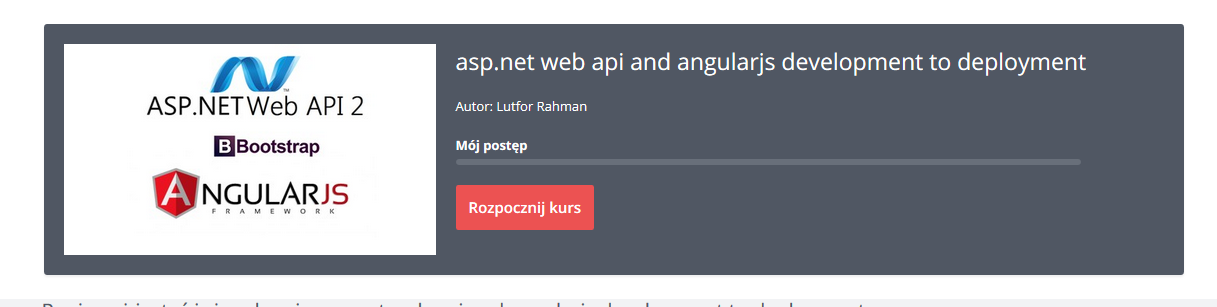 asp.net web api and angularjs development to deployment
ASP.NET Web API 2
Autor: Lutfor Rahman
B Bootstrap
Mój postęp
ANGULARJS
FRAMEWORK
Rozpocznij kurs